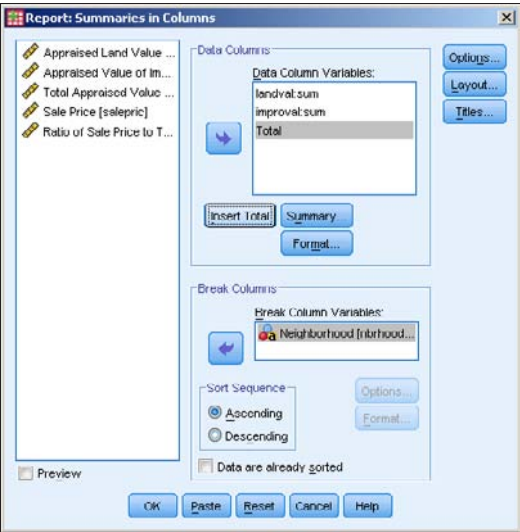 Report: Summaries in Columns
Appraised Land Value ...
Appraised Value of Im...
Total Appraised Value ...
Sale Price [salepric]
Ratio of Sale Price to T...
Preview
Data Columns
Data Column Variables:
landval:sum
improval:sum
Total
Insert Total
Summary...
Format...
Options...
Layout...
Titles...
Break Columns
Break Column Variables:
Neighborhood [nbrhood...
Sort Sequence
Ascending
Descending
Options...
Format...
Data are already sorted
OK
Paste
Reset
Cancel
Help